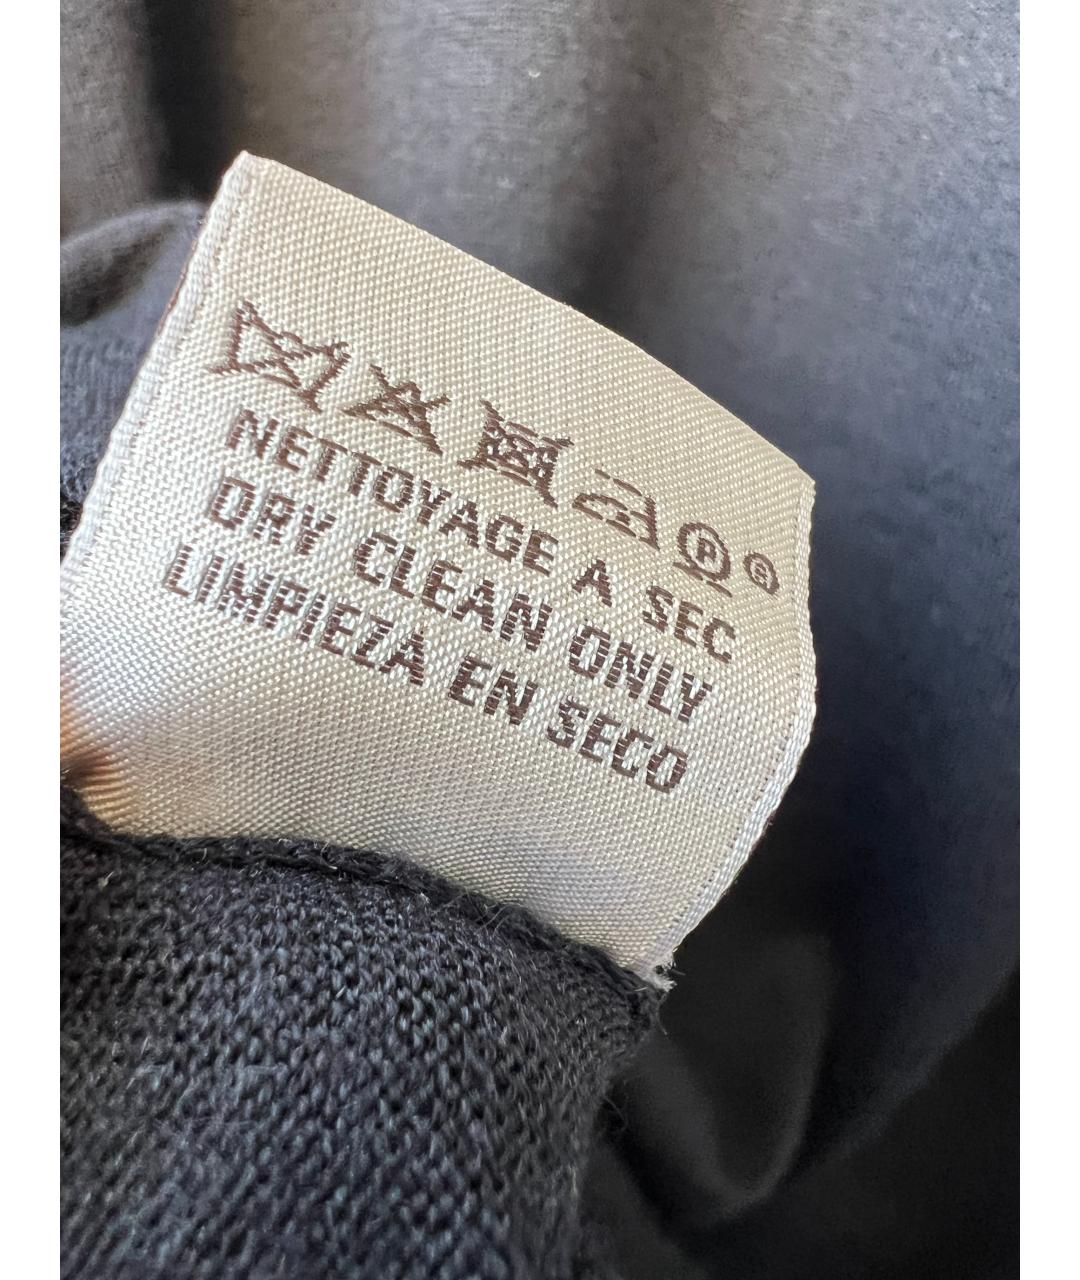 P
NETTOYAGE A SEC
DRY CLEAN ONLY
LIMPIEZA EN SECO